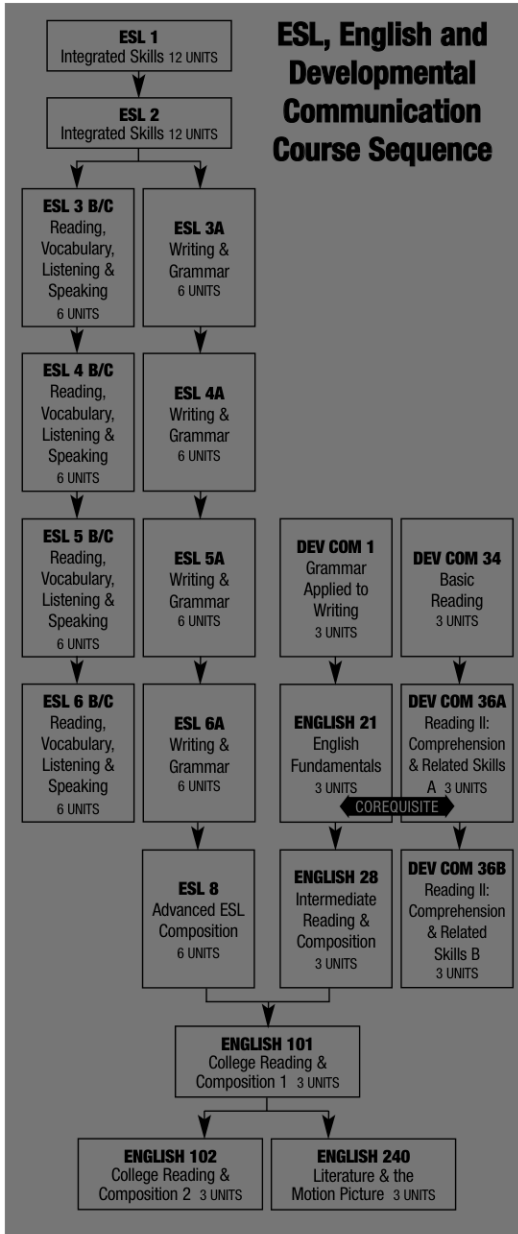 ESL, English and
Developmental
Communication
Course Sequence
ESL 1
Integrated Skills 12 UNITS
ESL 2
Integrated Skills 12 UNITS
ESL 3 B/C
Reading,
Vocabulary,
Listening &
Speaking
6 UNITS
ESL 3A
Writing &
Grammar
6 UNITS
ESL 4 B/C
Reading,
Vocabulary,
Listening &
Speaking
6 UNITS
ESL 4A
Writing &
Grammar
6 UNITS
ESL 5 B/C
Reading,
Vocabulary,
Listening &
Speaking
6 UNITS
ESL 5A
Writing &
Grammar
6 UNITS
DEV COM 1
Grammar
Applied to
Writing
3 UNITS
DEV COM 34
Basic
Reading
3 UNITS
ESL 6 B/C
Reading,
Vocabulary,
Listening &
Speaking
6 UNITS
ESL 6A
Writing &
Grammar
6 UNITS
ENGLISH 21
English
Fundamentals
3 UNITS
DEV COM 36A
Reading II:
Comprehension
& Related Skills
A 3 UNITS
COREQUISITE
ESL 8
Advanced ESL
Composition
6 UNITS
ENGLISH 28
Intermediate
Reading &
Composition
3 UNITS
DEV COM 36B
Reading II:
Comprehension
& Related
Skills B
3 UNITS
ENGLISH 101
College Reading &
Composition 1 3 UNITS
ENGLISH 102
College Reading &
Composition 2 3 UNITS
ENGLISH 240
Literature & the
Motion Picture 3 UNITS